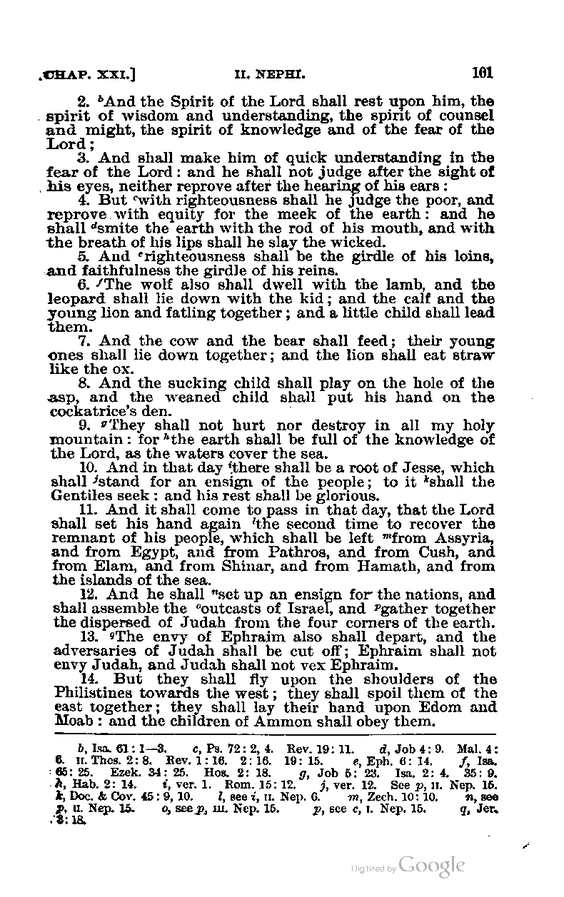 CHAP. XXI.] II. NEPHI. 101
2. bAnd the Spirit of the Lord shall rest upon him, the
spirit of wisdom and understanding, the spirit of counsel
and might, the spirit of knowledge and of the fear of the
Lord;
3. And shall make him of quick understanding in the
fear of the Lord: and he shall not judge after the sight of
his eyes, neither reprove after the hearing of his ears:
4. But cwith righteousness shall he judge the poor, and
reprove with equity for the meek of the earth: and he
shall dsmite the earth with the rod of his mouth, and with
the breath of his lips shall he slay the wicked.
5. And erighteousness shall be the girdle of his loins,
and faithfulness the girdle of his reins.
6. fThe wolf also shall dwell with the lamb, and the
leopard shall lie down with the kid; and the calf and the
young lion and fatling together; and a little child shall lead
them.
7. And the cow and the bear shall feed; their young
ones shall lie down together; and the lion shall eat straw
like the ox.
8. And the sucking child shall play on the hole of the
asp, and the weaned child shall put his hand on the
cockatrice's den.
9. gThey shall not hurt nor destroy in all my holy
mountain: for hthe earth shall be full of the knowledge of
the Lord, as the waters cover the sea.
10. And in that day ithere shall be a root of Jesse, which
shall jstand for an ensign of the people; to it kshall the
Gentiles seek: and his rest shall be glorious.
11. And it shall come to pass in that day, that the Lord
shall set his hand again lthe second time to recover the
remnant of his people, which shall be left mfrom Assyria,
and from Egypt, and from Pathros, and from Cush, and
from Elam, and from Shinar, and from Hamath, and from
the islands of the sea.
12. And he shall nset up an ensign for the nations, and
shall assemble the ooutcasts of Israel, and pgather together
the dispersed of Judah from the four corners of the earth.
13. qThe envy of Ephraim also shall depart, and the
adversaries of Judah shall be cut off; Ephraim shall not
envy Judah, and Judah shall not vex Ephraim.
14. But they shall fly upon the shoulders of the
Philistines towards the west; they shall spoil them of the
east together; they shall lay their hand upon Edom and
Moab: and the children of Ammon shall obey them.
b, Isa. 61: 1—3. c, Ps. 72: 2, 4. Rev. 19: 11. d, Job 4: 9. Mal. 4:
6. II. Thes. 2: 8. Rev. 1: 16. 2: 16. 19: 15. e, Eph. 6: 14. f, Isa.
65: 25. Ezek. 34: 25. Hos. 2: 18. g, Job 5: 23. Isa. 2: 4. 35: 9.
h, Hab. 2: 14. i, ver. 1. Rom. 15: 12. j, ver. 12. See p, II. Nep. 15.
k, Doc. & Cov. 45: 9, 10. l, see i, II. Nep. 6. m, Zech. 10: 10. n, see
p, II. Nep. 15. o, see p, III. Nep. 15. p, see c, I. Nep. 15. q, Jer.
3: 18.
Digitized by Google